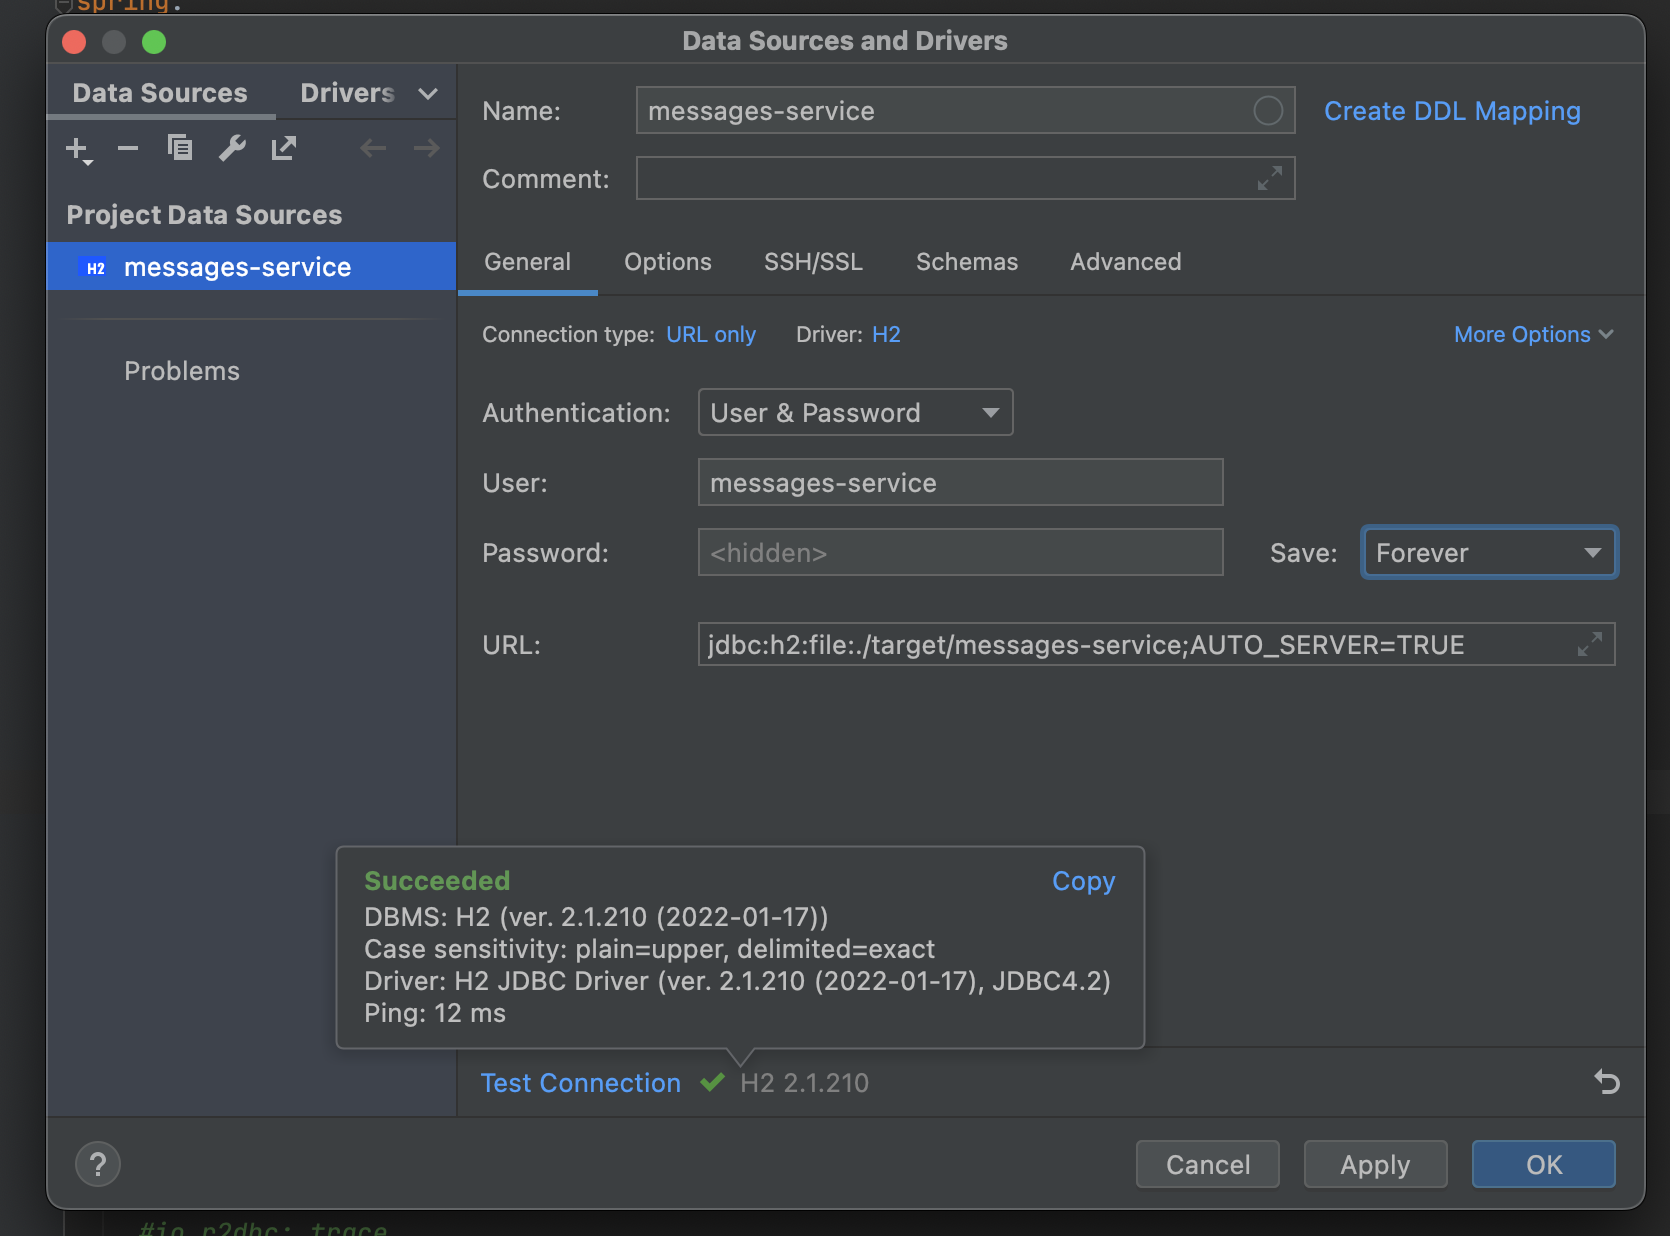 spring:
Data Sources and Drivers
Data Sources Drivers
Name: messages-service Create DDL Mapping
Comment:
Project Data Sources
H2 messages-service
Problems
General Options SSH/SSL Schemas Advanced
Connection type: URL only Driver: H2 More Options
Authentication: User & Password
User: messages-service
Password: <hidden> Save: Forever
URL: jdbc:h2:file:./target/messages-service;AUTO_SERVER=TRUE
Succeeded Copy
DBMS: H2 (ver. 2.1.210 (2022-01-17))
Case sensitivity: plain=upper, delimited=exact
Driver: H2 JDBC Driver (ver. 2.1.210 (2022-01-17), JDBC4.2)
Ping: 12 ms
Test Connection H2 2.1.210
? Cancel Apply OK
#io.r2dbc: trace